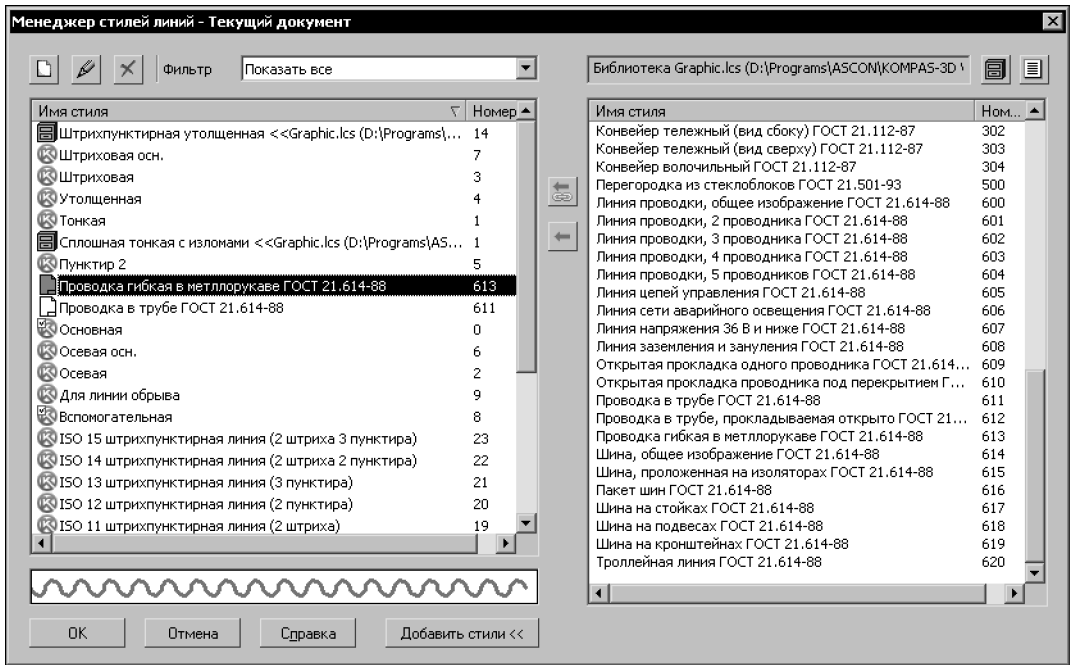 Менеджер стилей линий - Текущий документ
Фильтр
Показать все
Имя стиля Номер
Штрихпунктирная утолщенная <<Graphic.lcs (D:\Programs\... 14
Штриховая осн. 7
Штриховая 3
Утолщенная 4
Тонкая 1
Сплошная тонкая с изломами <<Graphic.lcs (D:\Programs\AS... 1
Пунктир 2 5
Проводка гибкая в метллорукаве ГОСТ 21.614-88 613
Проводка в трубе ГОСТ 21.614-88 611
Основная 0
Осевая осн. 6
Осевая 2
Для линии обрыва 9
Вспомогательная 8
ISO 15 штрихпунктирная линия (2 штриха 3 пунктира) 23
ISO 14 штрихпунктирная линия (2 штриха 2 пунктира) 22
ISO 13 штрихпунктирная линия (3 пунктира) 21
ISO 12 штрихпунктирная линия (2 пунктира) 20
ISO 11 штрихпунктирная линия (2 штриха) 19
OK
Отмена
Справка
Добавить стили <<
Библиотека Graphic.lcs (D:\Programs\ASCON\KOMPAS-3D
Имя стиля Ном...
Конвейер тележный (вид сбоку) ГОСТ 21.112-87 302
Конвейер тележный (вид сверху) ГОСТ 21.112-87 303
Конвейер волочильный ГОСТ 21.112-87 304
Перегородка из стеклоблоков ГОСТ 21.501-93 500
Линия проводки, общее изображение ГОСТ 21.614-88 600
Линия проводки, 2 проводника ГОСТ 21.614-88 601
Линия проводки, 3 проводника ГОСТ 21.614-88 602
Линия проводки, 4 проводника ГОСТ 21.614-88 603
Линия проводки, 5 проводников ГОСТ 21.614-88 604
Линия цепей управления ГОСТ 21.614-88 605
Линия сети аварийного освещения ГОСТ 21.614-88 606
Линия напряжения 36 В и ниже ГОСТ 21.614-88 607
Линия заземления и зануления ГОСТ 21.614-88 608
Открытая прокладка одного проводника ГОСТ 21.614... 609
Открытая прокладка проводника под перекрытием Г... 610
Проводка в трубе ГОСТ 21.614-88 611
Проводка в трубе, прокладываемая открыто ГОСТ 21... 612
Проводка гибкая в метллорукаве ГОСТ 21.614-88 613
Шина, общее изображение ГОСТ 21.614-88 614
Шина, проложенная на изоляторах ГОСТ 21.614-88 615
Пакет шин ГОСТ 21.614-88 616
Шина на стойках ГОСТ 21.614-88 617
Шина на подвесах ГОСТ 21.614-88 618
Шина на кронштейнах ГОСТ 21.614-88 619
Троллейная линия ГОСТ 21.614-88 620